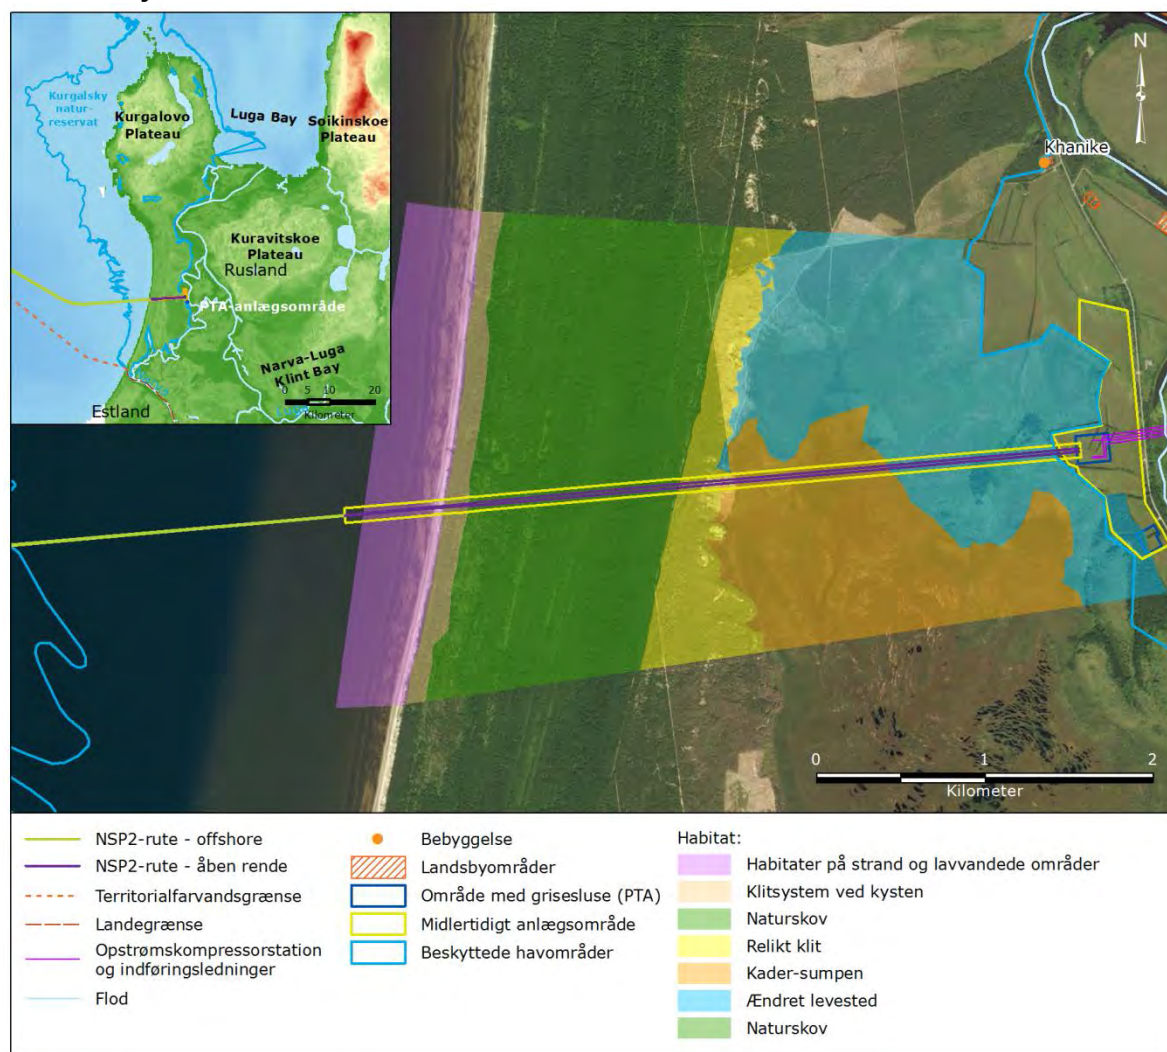 Kurgalsky
natur-
reservat
Kurgalovo
Plateau
Luga Bay
Soikinskoe
Plateau
Kuravitskoe
Plateau
Rusland
PTA-anlægsområde
Narva-Luga
Klint Bay
Estland
0 5 10 20
Kilometer
N
Khanike
0 1 2
Kilometer
NSP2-rute - offshore
NSP2-rute - åben rende
Territorialfarvandsgrænse
Landegrænse
Opstrømskompressorstation
og indføringsledninger
Flod
Bebyggelse
Landsbyområder
Område med grisesluse (PTA)
Midlertidigt anlægsområde
Beskyttede havområder
Habitat:
Habitater på strand og lavvandede områder
Klitsystem ved kysten
Naturskov
Relikt klit
Kader-sumpen
Ændret levested
Naturskov